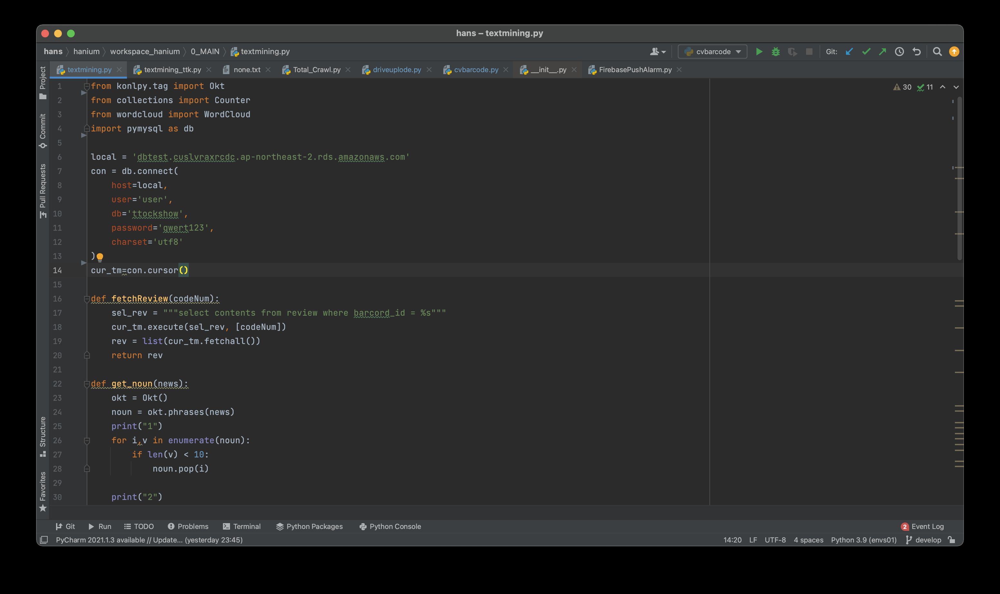 hans – textmining.py
hans hanium workspace_hanium 0_MAIN textmining.py cvbarcode Git:
textmining.py textmining_ttk.py none.txt Total_Crawl.py driveuplode.py cvbarcode.py __init__.py FirebasePushAlarm.py
Project
Commit
Pull Requests
Structure
Favorites
30 11
1 from konlpy.tag import Okt
2 from collections import Counter
3 from wordcloud import WordCloud
4 import pymysql as db
5
6 local = 'dbtest.cuslvraxrcdc.ap-northeast-2.rds.amazonaws.com'
7 con = db.connect(
8     host=local,
9     user='user',
10     db='ttockshow',
11     password='qwert123',
12     charset='utf8'
13 )
14 cur_tm=con.cursor()
15
16 def fetchReview(codeNum):
17     sel_rev = """select contents from review where barcord_id = %s"""
18     cur_tm.execute(sel_rev, [codeNum])
19     rev = list(cur_tm.fetchall())
20     return rev
21
22 def get_noun(news):
23     okt = Okt()
24     noun = okt.phrases(news)
25     print("1")
26     for i,v in enumerate(noun):
27         if len(v) < 10:
28             noun.pop(i)
29
30     print("2")
Git Run TODO Problems Terminal Python Packages Python Console 2 Event Log
PyCharm 2021.1.3 available // Update... (yesterday 23:45) 14:20 LF UTF-8 4 spaces Python 3.9 (envs01) develop